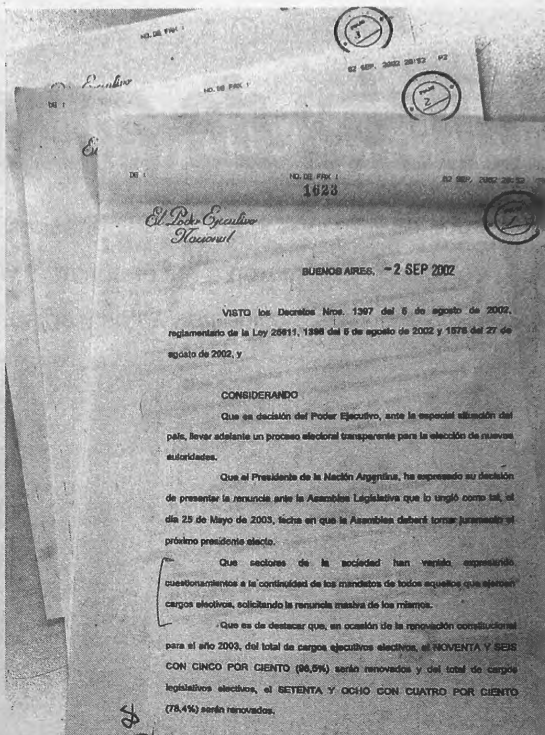 NO. DE FAX :
3
Ejecutivo
DE :
NO. DE FAX :
02 SEP. 2002 20:53 P2
2
DE :
NO. DE FAX :
02 SEP. 2002 20:52
1623
El Poder Ejecutivo
Nacional
1
BUENOS AIRES, -2 SEP 2002
VISTO los Decretos Nros. 1397 del 5 de agosto de 2002,
reglamentario de la Ley 25611, 1398 del 5 de agosto de 2002 y 1578 del 27 de
agosto de 2002, y
CONSIDERANDO
Que es decisión del Poder Ejecutivo, ante la especial situación del
país, llevar adelante un proceso electoral transparente para la elección de nuevas
autoridades.
Que el Presidente de la Nación Argentina, ha expresado su decisión
de presentar la renuncia ante la Asamblea Legislativa que lo ungió como tal, el
día 25 de Mayo de 2003, fecha en que la Asamblea deberá tomar juramento al
próximo presidente electo.
Que sectores de la sociedad han venido expresando
cuestionamientos a la continuidad de los mandatos de todos aquellos que ejercen
cargos electivos, solicitando la renuncia masiva de los mismos.
Que es de destacar que, en ocasión de la renovación constitucional
para el año 2003, del total de cargos ejecutivos electivos, el NOVENTA Y SEIS
CON CINCO POR CIENTO (96,5%) serán renovados y del total de cargos
legislativos electivos, el SETENTA Y OCHO CON CUATRO POR CIENTO
(78,4%) serán renovados.